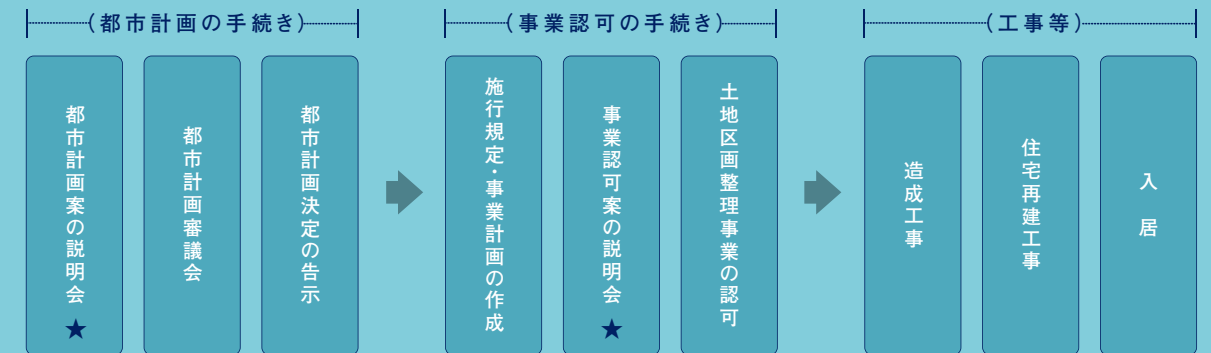 (都市計画の手続き)
都市計画案の説明会★
都市計画審議会
都市計画決定の告示
(事業認可の手続き)
施行規定・事業計画の作成
事業認可案の説明会★
土地区画整理事業の認可
(工事等)
造成工事
住宅再建工事
入居